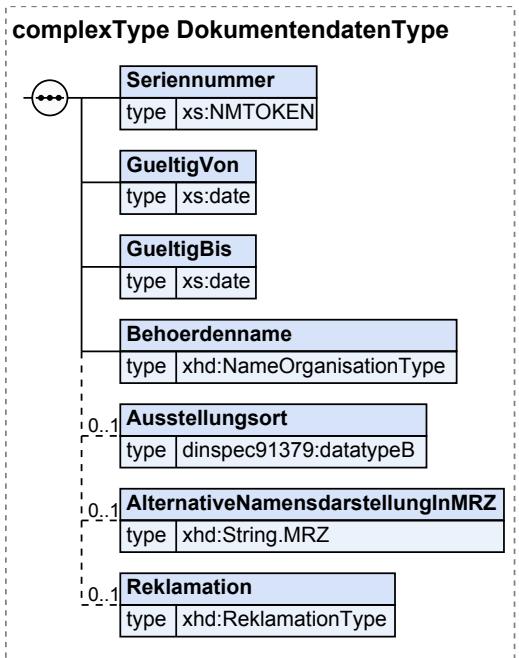 complexType DokumentendatenType
Seriennummer
type xs:NMTOKEN
GueltigVon
type xs:date
GueltigBis
type xs:date
Behoerdenname
type xhd:NameOrganisationType
0..1 Ausstellungsort
type dinspec91379:datatypeB
0..1 AlternativeNamensdarstellungInMRZ
type xhd:String.MRZ
0..1 Reklamation
type xhd:ReklamationType